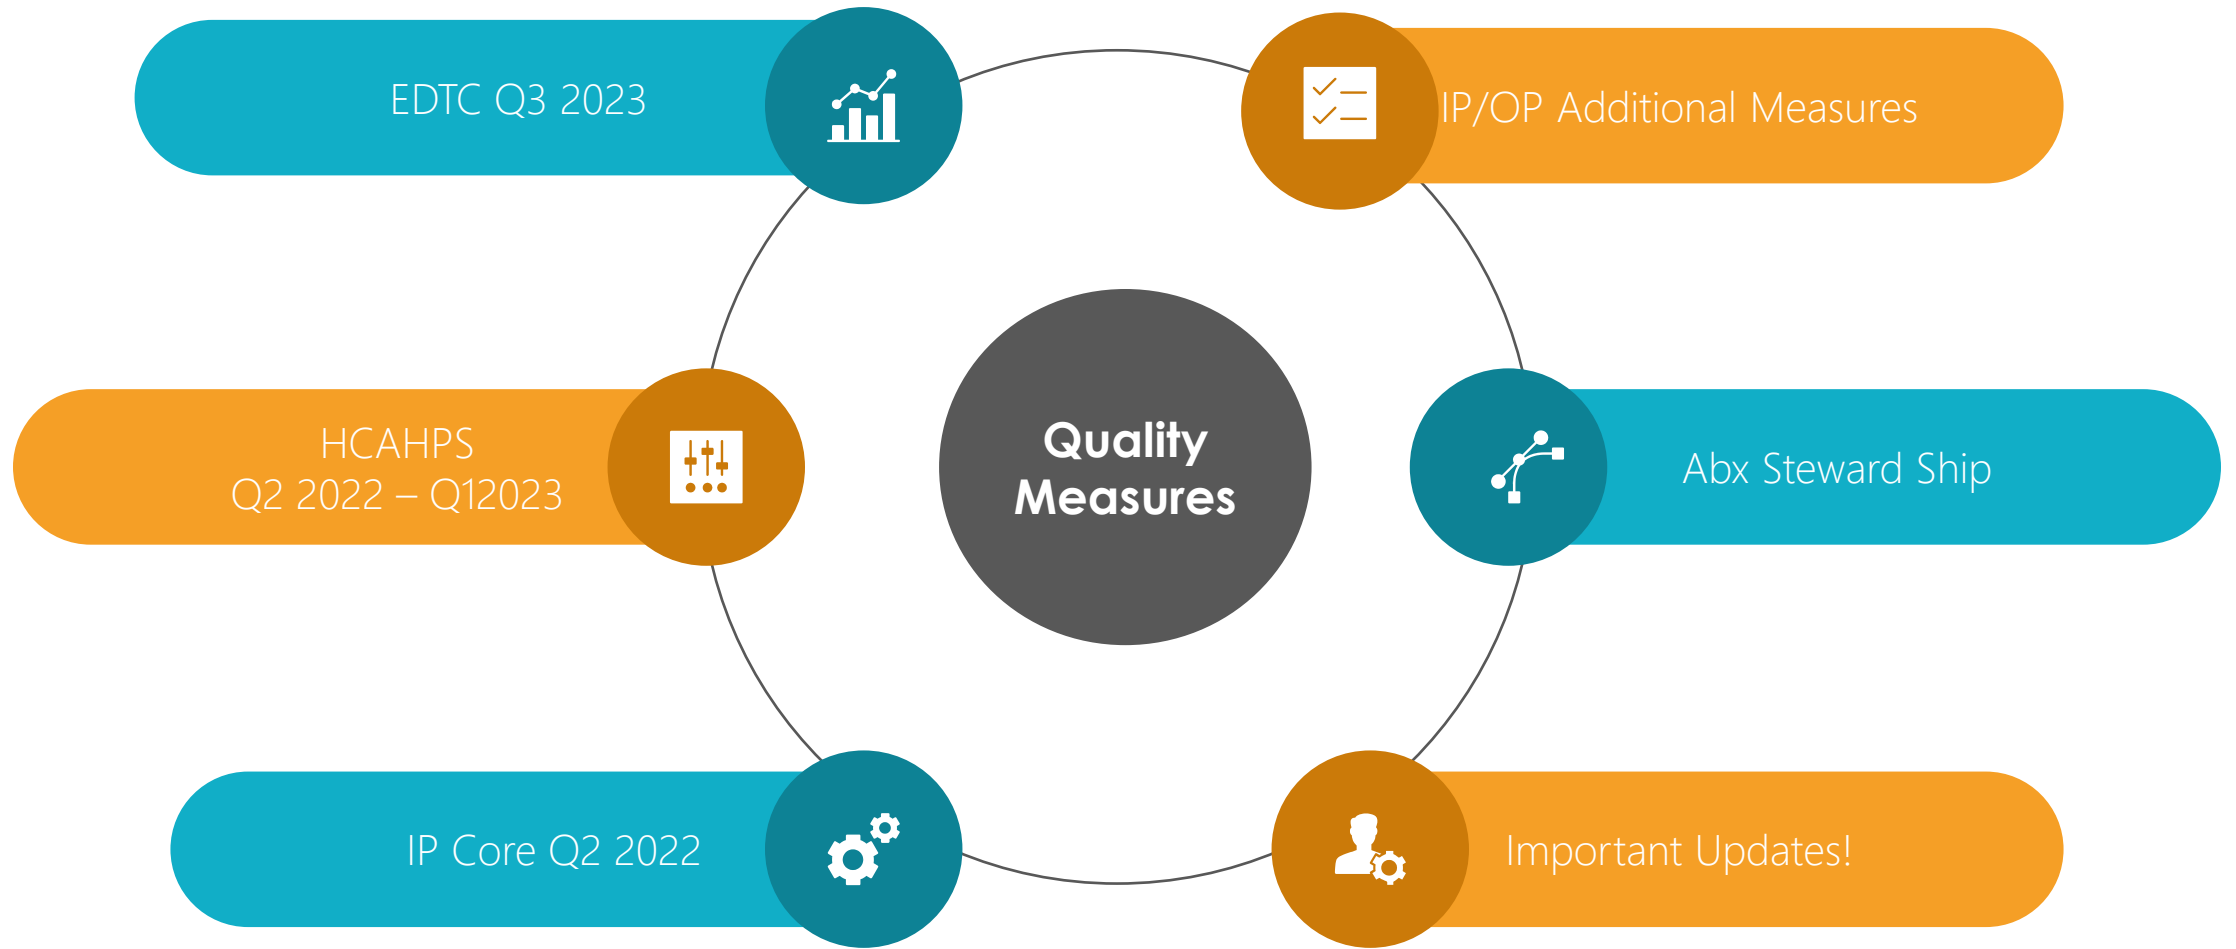 EDTC Q3 2023
IP/OP Additional Measures
HCAHPS
Q2 2022 – Q12023
Quality
Measures
Abx Steward Ship
IP Core Q2 2022
Important Updates!